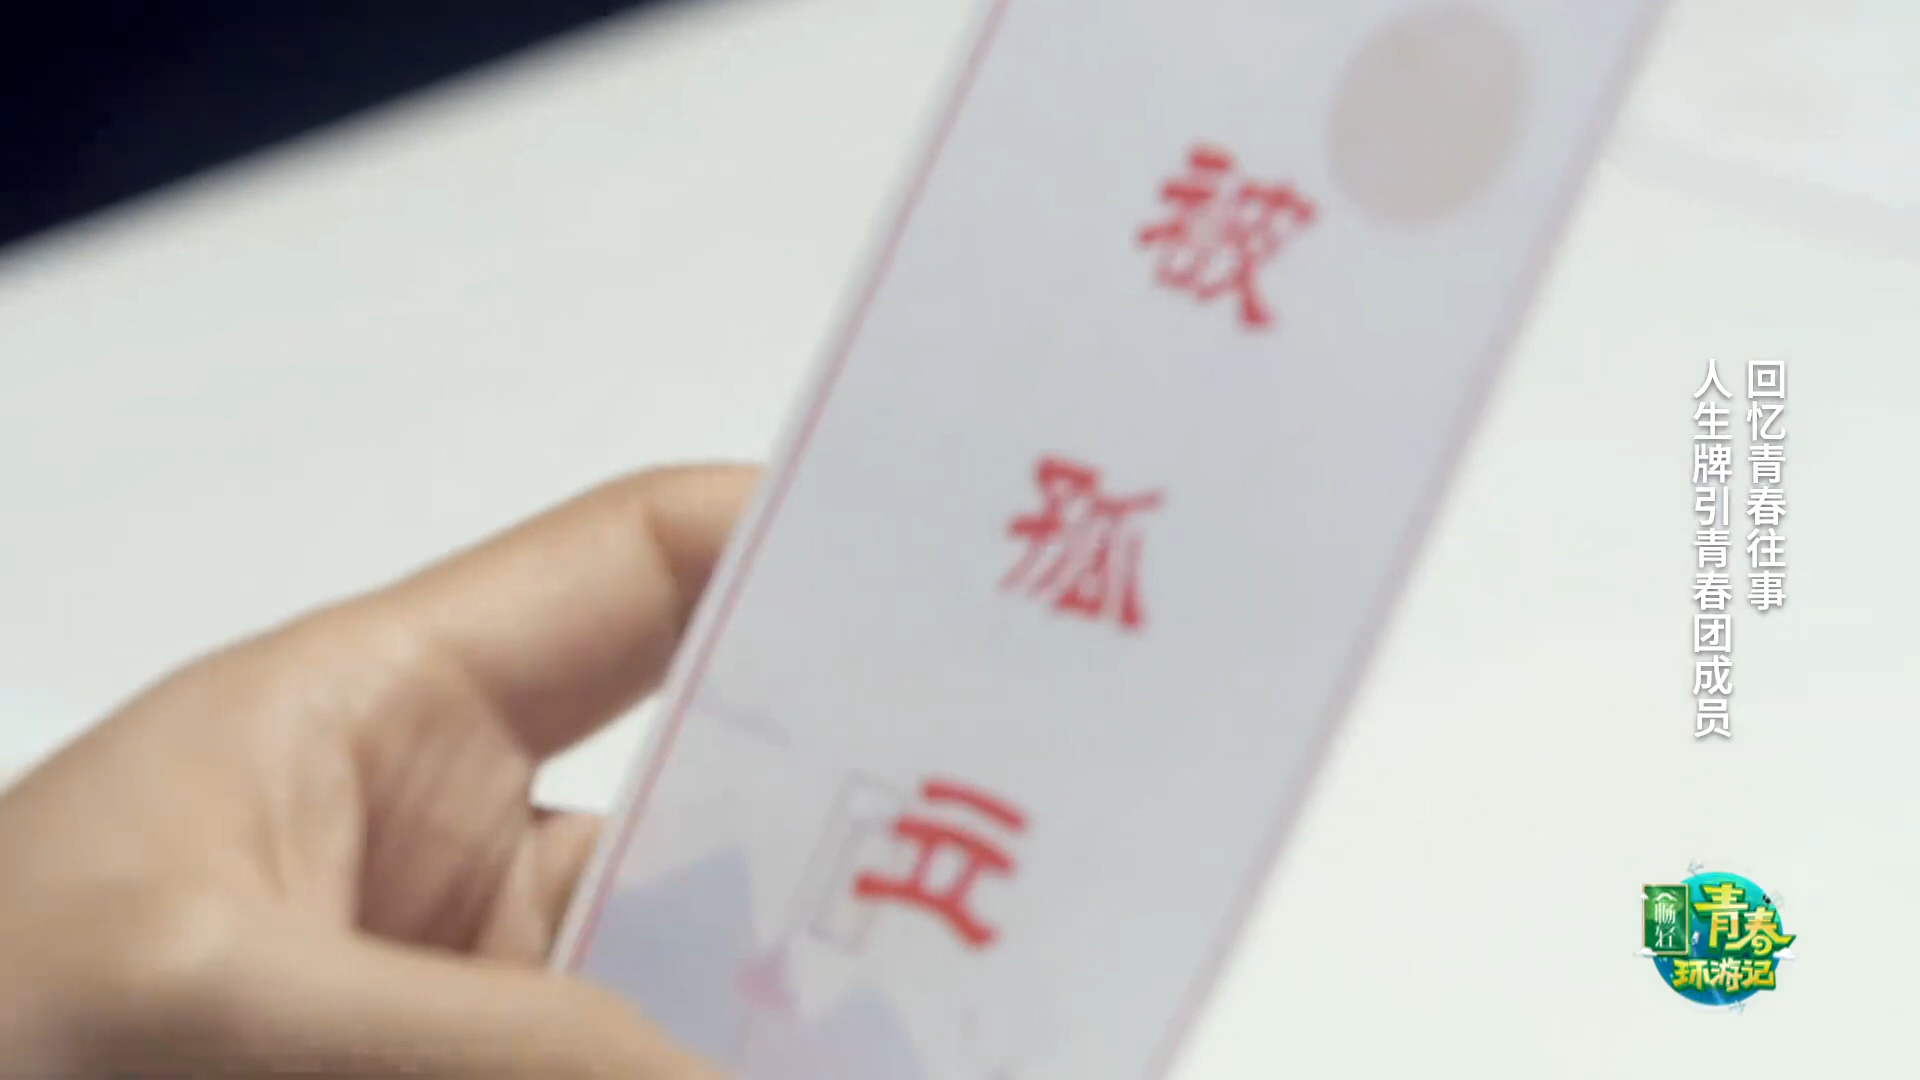 被孤立
回忆青春往事
人生牌引青春团成员
畅轻
青春
环游记